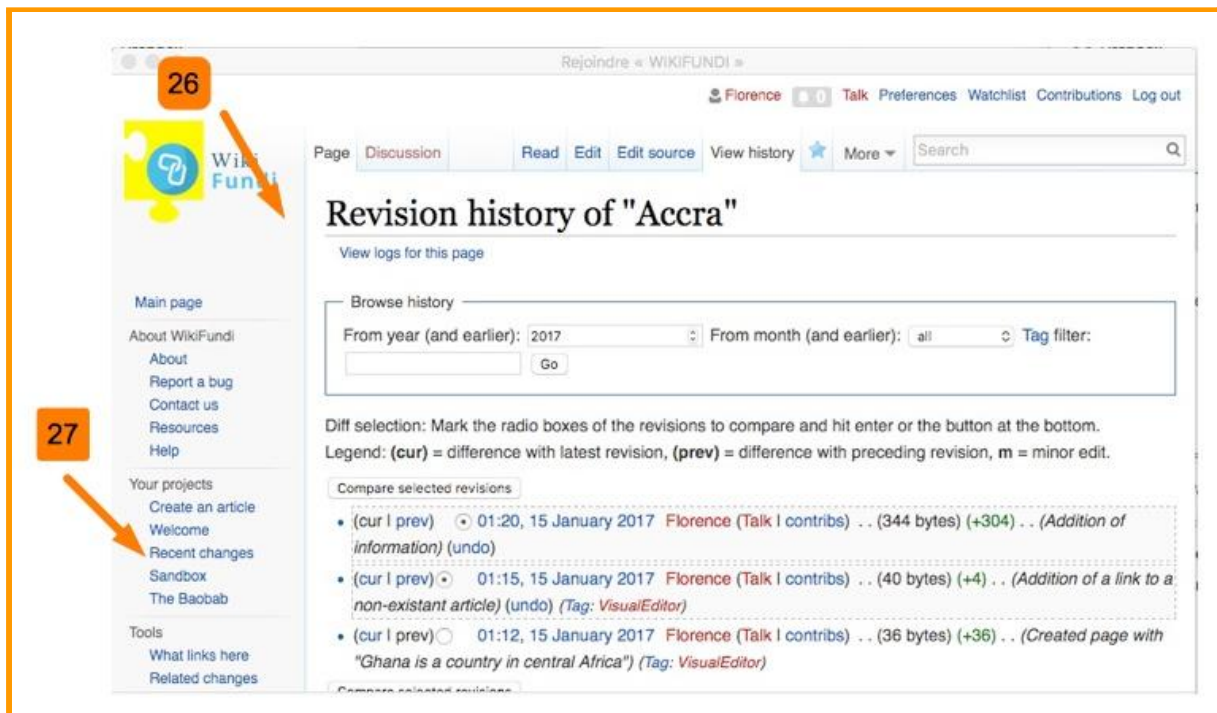 Rejoindre « WIKIFUNDI »
26
Florence 0 Talk Preferences Watchlist Contributions Log out
Wiki
Fundi
Page Discussion Read Edit Edit source View history More Search
Revision history of "Accra"
View logs for this page
Main page
Browse history
About WikiFundi
From year (and earlier): 2017 From month (and earlier): all Tag filter:
About
Go
Report a bug
Contact us
27
Resources
Diff selection: Mark the radio boxes of the revisions to compare and hit enter or the button at the bottom.
Help
Legend: (cur) = difference with latest revision, (prev) = difference with preceding revision, m = minor edit.
Your projects
Compare selected revisions
Create an article
Welcome
• (cur | prev) 01:20, 15 January 2017 Florence (Talk | contribs) . . (344 bytes) (+304) . . (Addition of
Recent changes
information) (undo)
Sandbox
• (cur | prev) 01:15, 15 January 2017 Florence (Talk | contribs) . . (40 bytes) (+4) . . (Addition of a link to a
The Baobab
non-existant article) (undo) (Tag: VisualEditor)
Tools
• (cur | prev) 01:12, 15 January 2017 Florence (Talk | contribs) . . (36 bytes) (+36) . . (Created page with
What links here
"Ghana is a country in central Africa") (Tag: VisualEditor)
Related changes
Compare selected revisions